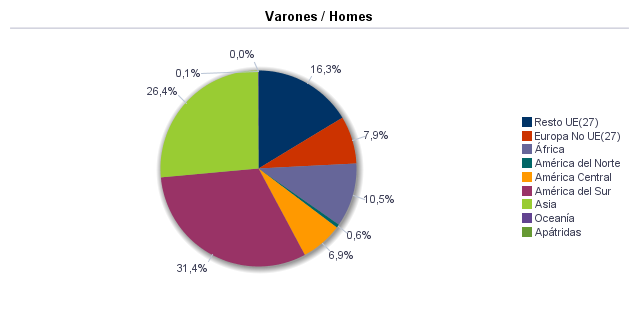 Varones / Homes
0,0%
16,3%
0,1%
26,4%
7,9%
10,5%
0,6%
6,9%
31,4%
Resto UE(27)
Europa No UE(27)
África
América del Norte
América Central
América del Sur
Asia
Oceanía
Apátridas